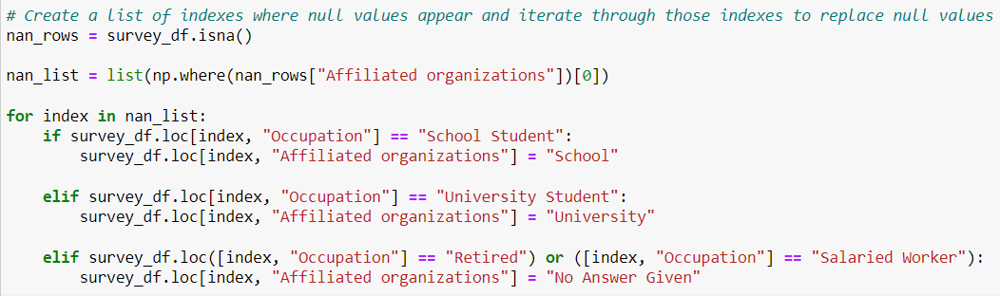 # Create a list of indexes where null values appear and iterate through those indexes to replace null values
nan_rows = survey_df.isna()
nan_list = list(np.where(nan_rows["Affiliated organizations"])[0])
for index in nan_list:
    if survey_df.loc[index, "Occupation"] == "School Student":
        survey_df.loc[index, "Affiliated organizations"] = "School"
    elif survey_df.loc[index, "Occupation"] == "University Student":
        survey_df.loc[index, "Affiliated organizations"] = "University"
    elif survey_df.loc([index, "Occupation"] == "Retired") or ([index, "Occupation"] == "Salaried Worker"):
        survey_df.loc[index, "Affiliated organizations"] = "No Answer Given"